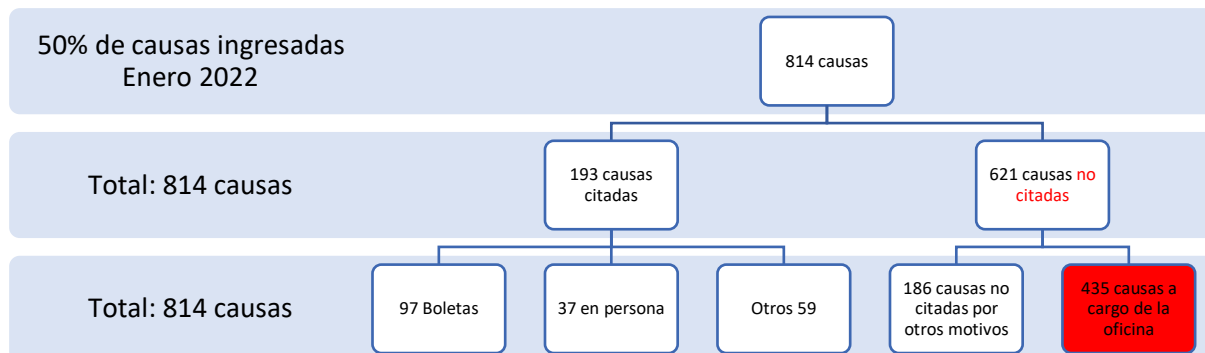 50% de causas ingresadas
Enero 2022
814 causas
Total: 814 causas
193 causas
citadas
621 causas no
citadas
Total: 814 causas
97 Boletas
37 en persona
Otros 59
186 causas no
citadas por
otros motivos
435 causas a
cargo de la
oficina